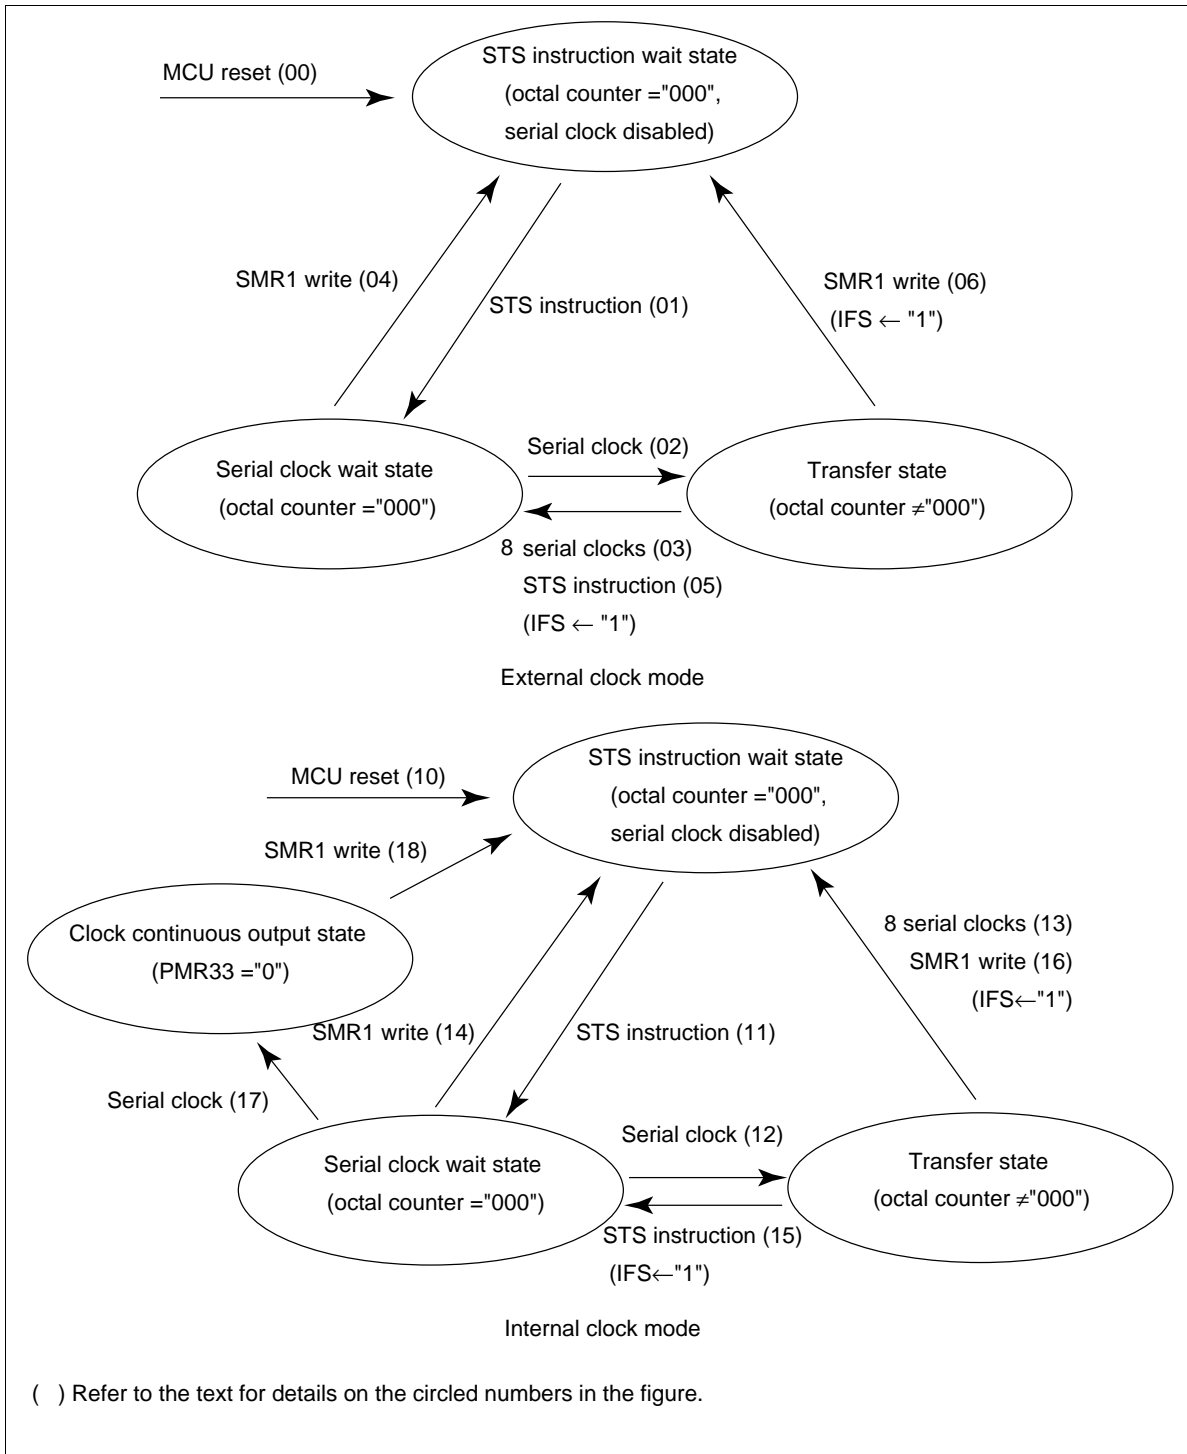 MCU reset (00)
STS instruction wait state
(octal counter ="000",
serial clock disabled)
SMR1 write (04)
STS instruction (01)
SMR1 write (06)
(IFS ← "1")
Serial clock wait state
(octal counter ="000")
Serial clock (02)
Transfer state
(octal counter ≠"000")
8 serial clocks (03)
STS instruction (05)
(IFS ← "1")
External clock mode
MCU reset (10)
STS instruction wait state
(octal counter ="000",
serial clock disabled)
SMR1 write (18)
Clock continuous output state
(PMR33 ="0")
8 serial clocks (13)
SMR1 write (16)
(IFS←"1")
SMR1 write (14)
STS instruction (11)
Serial clock (17)
Serial clock wait state
(octal counter ="000")
Serial clock (12)
Transfer state
(octal counter ≠"000")
STS instruction (15)
(IFS←"1")
Internal clock mode
( ) Refer to the text for details on the circled numbers in the figure.